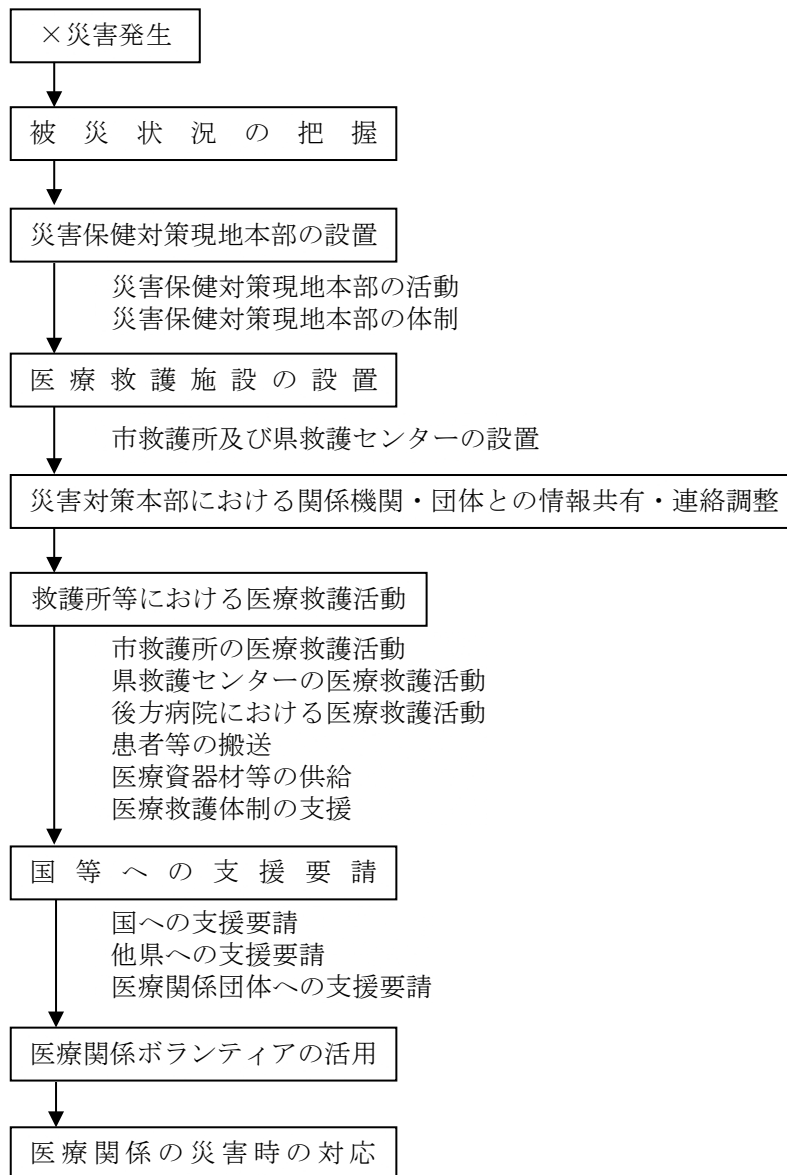 ×災害発生
被災状況の把握
災害保健対策現地本部の設置
災害保健対策現地本部の活動
災害保健対策現地本部の体制
医療救護施設の設置
市救護所及び県救護センターの設置
災害対策本部における関係機関・団体との情報共有・連絡調整
救護所等における医療救護活動
市救護所の医療救護活動
県救護センターの医療救護活動
後方病院における医療救護活動
患者等の搬送
医療資器材等の供給
医療救護体制の支援
国等への支援要請
国への支援要請
他県への支援要請
医療関係団体への支援要請
医療関係ボランティアの活用
医療関係の災害時の対応